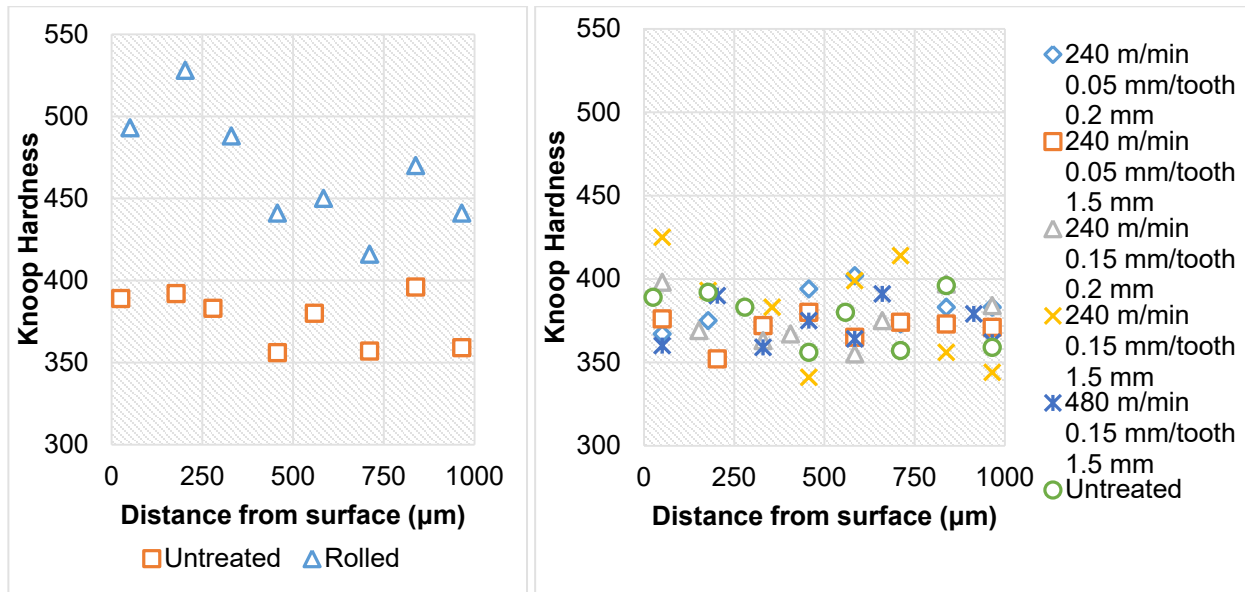 550
500
450
400
350
300
Knoop Hardness
0 250 500 750 1000
Distance from surface (µm)
Untreated Rolled
550
500
450
400
350
300
Knoop Hardness
0 250 500 750 1000
Distance from surface (µm)
240 m/min
0.05 mm/tooth
0.2 mm
240 m/min
0.05 mm/tooth
1.5 mm
240 m/min
0.15 mm/tooth
0.2 mm
240 m/min
0.15 mm/tooth
1.5 mm
480 m/min
0.15 mm/tooth
1.5 mm
Untreated